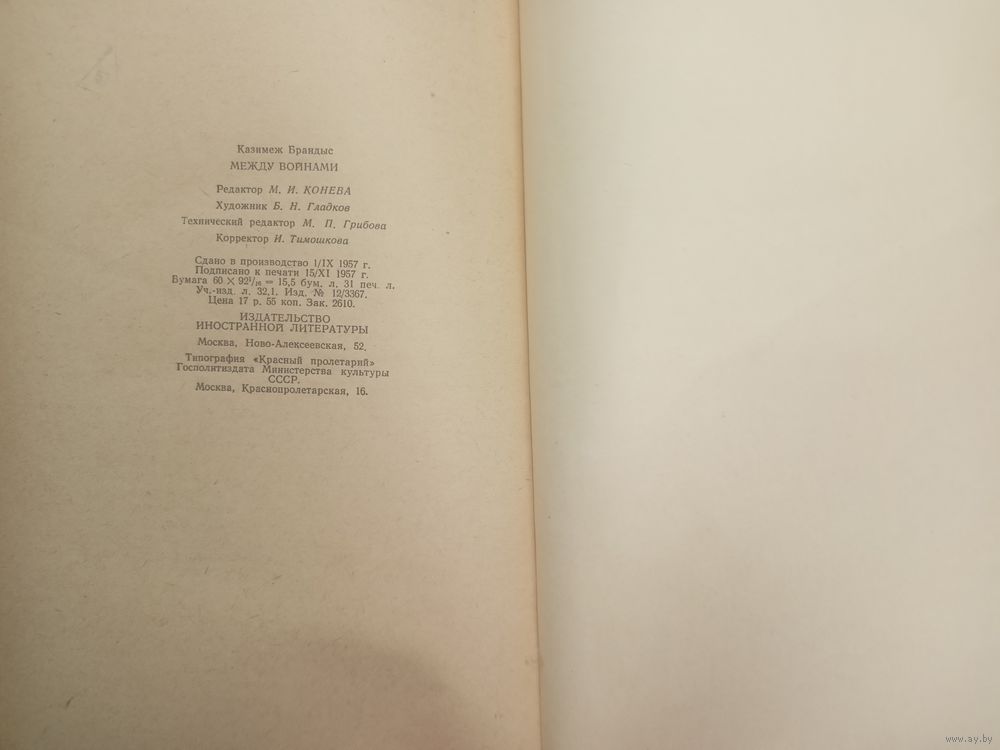 Казимеж Брандыс
МЕЖДУ ВОЙНАМИ
Редактор М. И. КОНЕВА
Художник Б. Н. Гладков
Технический редактор М. П. Грибова
Корректор И. Тимошкова
Сдано в производство 1/IX 1957 г.
Подписано к печати 15/XI 1957 г.
Бумага 60 × 92¹/₁₆ = 15,5 бум. л. 31 печ. л.
Уч.-изд. л. 32,1. Изд. № 12/3367.
Цена 17 р. 55 коп. Зак. 2610.
ИЗДАТЕЛЬСТВО
ИНОСТРАННОЙ ЛИТЕРАТУРЫ
Москва, Ново-Алексеевская, 52.
Типография «Красный пролетарий»
Госполитиздата Министерства культуры
СССР.
Москва, Краснопролетарская, 16.
www.ay.by